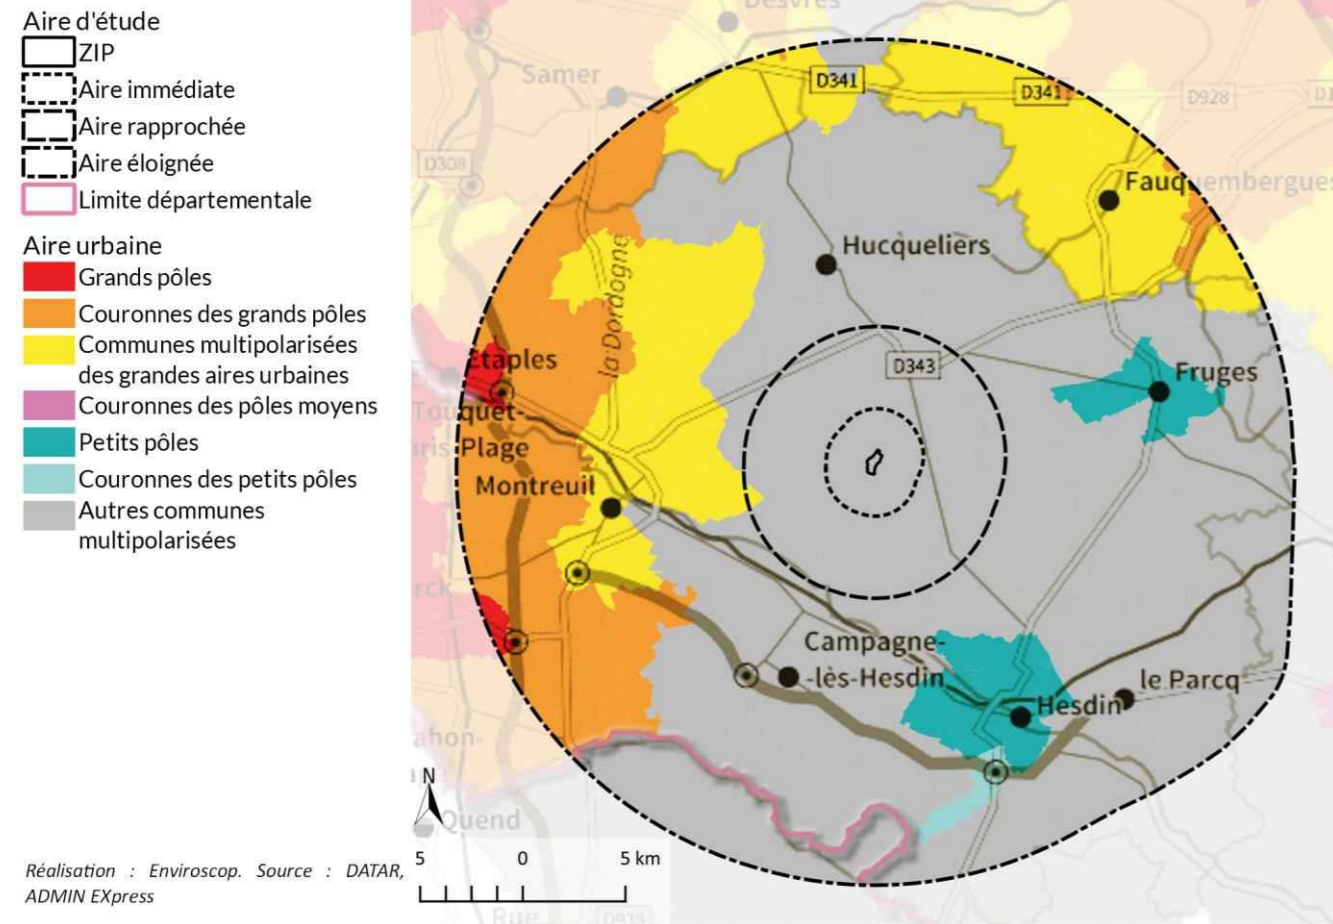 Aire d'étude
ZIP
Aire immédiate
Aire rapprochée
Aire éloignée
Limite départementale
Aire urbaine
Grands pôles
Couronnes des grands pôles
Communes multipolarisées
des grandes aires urbaines
Couronnes des pôles moyens
Petits pôles
Couronnes des petits pôles
Autres communes
multipolarisées
Réalisation : Enviroscop. Source : DATAR,
ADMIN EXpress
Desvres
Samer
D341
D341
D928
D308
Fauquembergues
Hucqueliers
la Dordogne
Etaples
D343
Fruges
Touquet-
Plage
Montreuil
Campagne-
-lès-Hesdin
le Parcq
Hesdin
N
Quend
5 0 5 km
Rue
D938